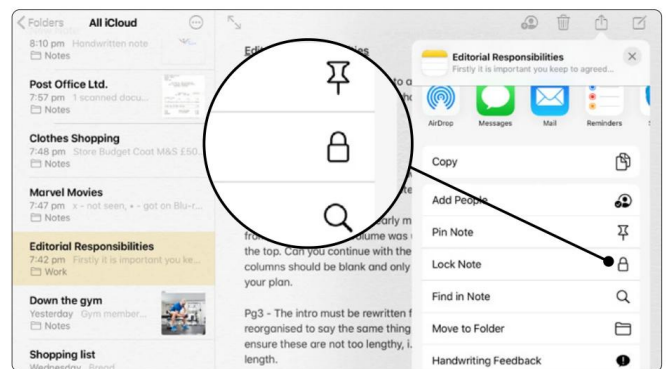 Folders All iCloud
8:10 pm Handwritten note
Notes
Post Office Ltd.
7:57 pm 1 scanned docu...
Notes
Clothes Shopping
7:48 pm Store Budget Coat M&S £50
Notes
Marvel Movies
7:47 pm x - not seen, • - got on Blu-r...
Notes
Editorial Responsibilities
7:42 pm Firstly it is important you ke...
Work
Down the gym
Yesterday Gym member...
Notes
Shopping list
Wednesday Bread
the top. Can you continue with the
columns should be blank and only
your plan.
Pg3 - The intro must be rewritten f
reorganised to say the same thing
ensure these are not too lengthy, i.
length.
Editorial Responsibilities
Firstly it is important you keep to agreed...
AirDrop Messages Mail Reminders
Copy
Add People
Pin Note
Lock Note
Find in Note
Move to Folder
Handwriting Feedback